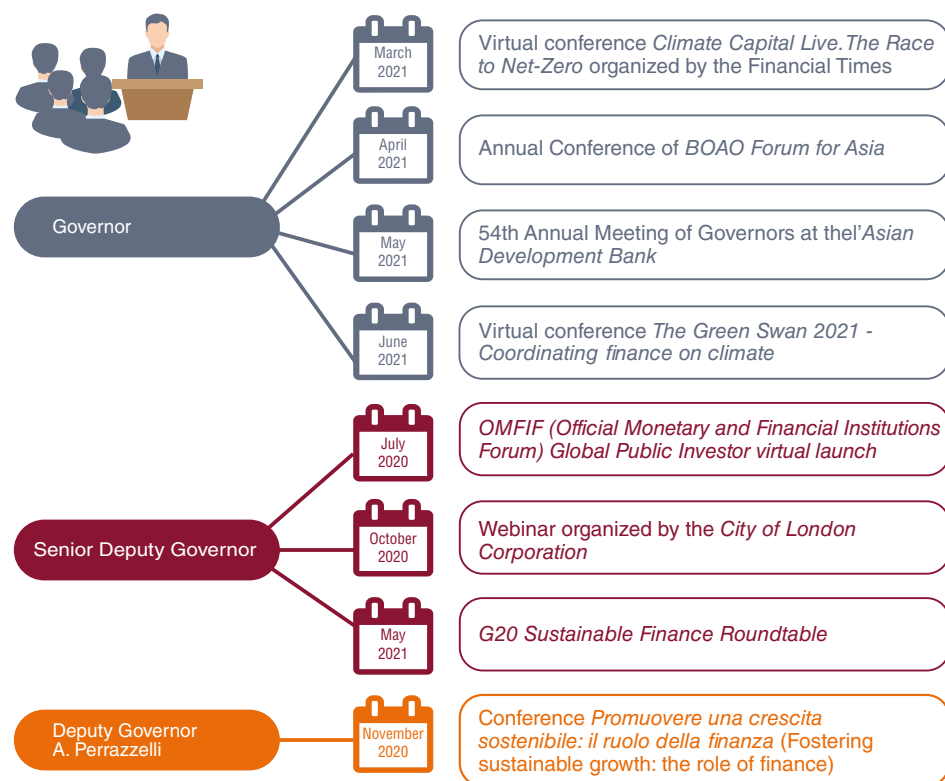 March
2021
Virtual conference Climate Capital Live.The Race
to Net-Zero organized by the Financial Times
April
2021
Annual Conference of BOAO Forum for Asia
Governor
May
2021
54th Annual Meeting of Governors at thel'Asian
Development Bank
June
2021
Virtual conference The Green Swan 2021 -
Coordinating finance on climate
July
2020
OMFIF (Official Monetary and Financial Institutions
Forum) Global Public Investor virtual launch
Senior Deputy Governor
October
2020
Webinar organized by the City of London
Corporation
May
2021
G20 Sustainable Finance Roundtable
Deputy Governor
A. Perrazzelli
November
2020
Conference Promuovere una crescita
sostenibile: il ruolo della finanza (Fostering
sustainable growth: the role of finance)